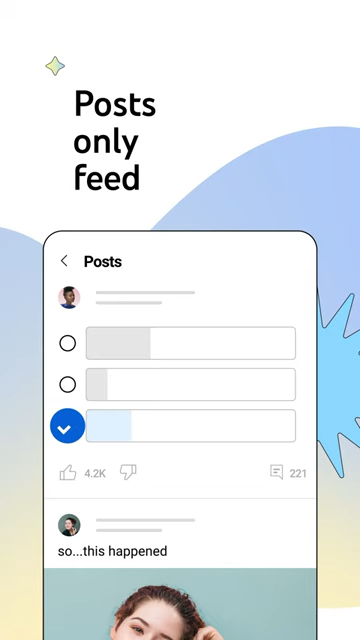 Posts
only
feed
Posts
4.2K
221
so...this happened